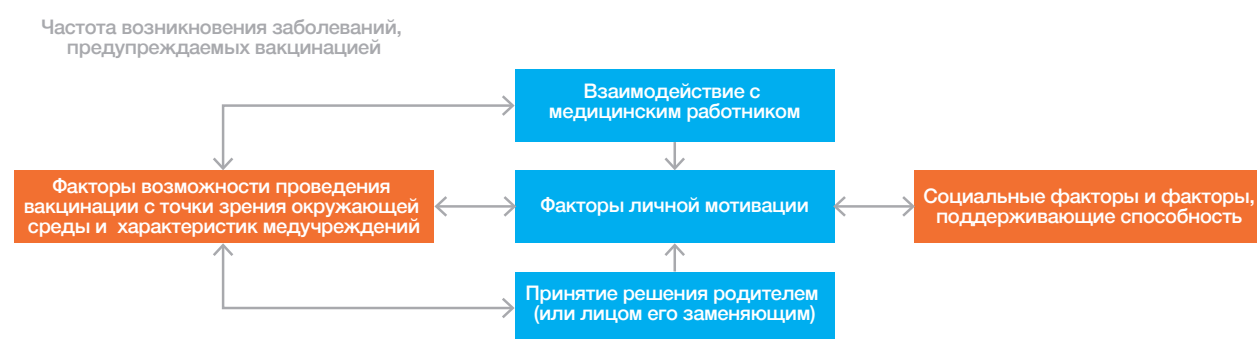 Частота возникновения заболеваний,
предупреждаемых вакцинацией
Взаимодействие с
медицинским работником
Факторы возможности проведения
вакцинации с точки зрения окружающей
среды и характеристик медучреждений
Факторы личной мотивации
Социальные факторы и факторы,
поддерживающие способность
Принятие решения родителем
(или лицом его заменяющим)